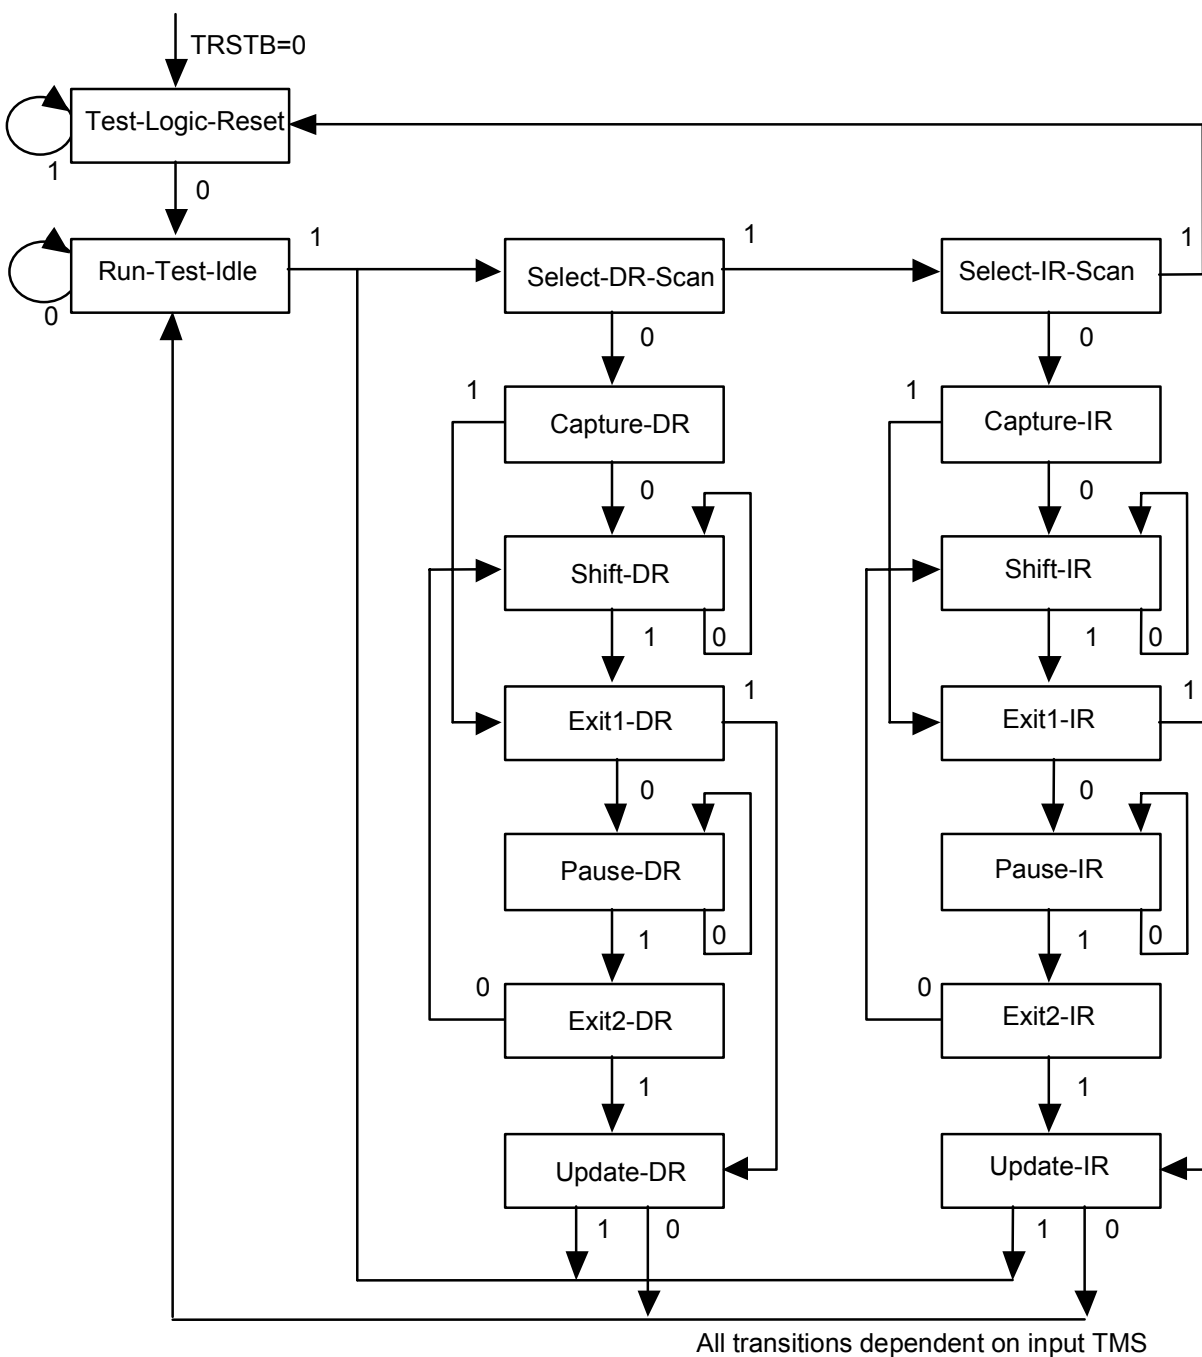 TRSTB=0
Test-Logic-Reset
1
0
Run-Test-Idle
1
0
Select-DR-Scan
1
Select-IR-Scan
1
0
0
1
Capture-DR
1
Capture-IR
0
0
Shift-DR
Shift-IR
1
0
1
0
Exit1-DR
1
Exit1-IR
1
0
0
Pause-DR
Pause-IR
1
0
1
0
0
Exit2-DR
0
Exit2-IR
1
1
Update-DR
Update-IR
1
0
1
0
All transitions dependent on input TMS